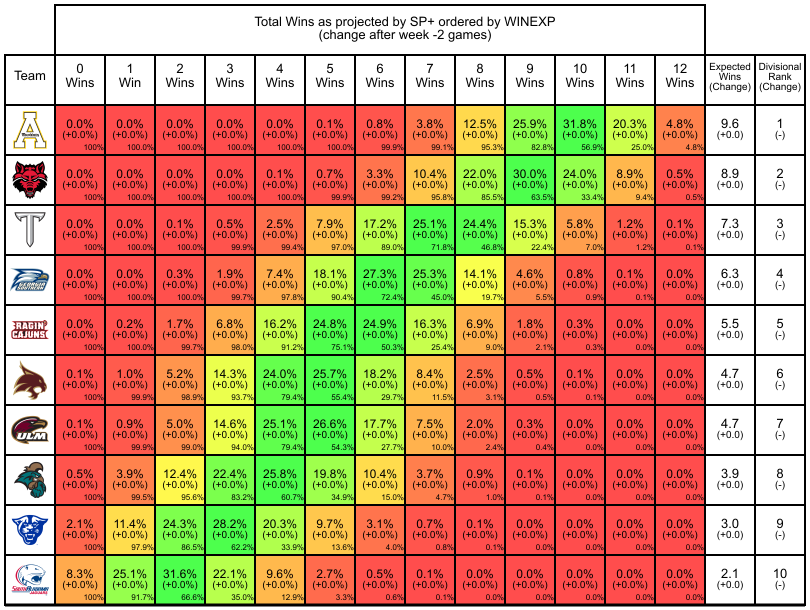 Total Wins as projected by SP+ ordered by WINEXP
(change after week -2 games)
Team 0 Wins 1 Win 2 Wins 3 Wins 4 Wins 5 Wins 6 Wins 7 Wins 8 Wins 9 Wins 10 Wins 11 Wins 12 Wins Expected Wins (Change) Divisional Rank (Change)
A
0.0% 0.0% 0.0% 0.0% 0.0% 0.1% 0.8% 3.8% 12.5% 25.9% 31.8% 20.3% 4.8% 9.6 1
(+0.0%) (+0.0%) (+0.0%) (+0.0%) (+0.0%) (+0.0%) (+0.0%) (+0.0%) (+0.0%) (+0.0%) (+0.0%) (+0.0%) (+0.0%) (+0.0) (-)
100% 100.0% 100.0% 100.0% 100.0% 100.0% 99.9% 99.1% 95.3% 82.8% 56.9% 25.0% 4.8%
0.0% 0.0% 0.0% 0.0% 0.1% 0.7% 3.3% 10.4% 22.0% 30.0% 24.0% 8.9% 0.5% 8.9 2
(+0.0%) (+0.0%) (+0.0%) (+0.0%) (+0.0%) (+0.0%) (+0.0%) (+0.0%) (+0.0%) (+0.0%) (+0.0%) (+0.0%) (+0.0%) (+0.0) (-)
100% 100.0% 100.0% 100.0% 100.0% 99.9% 99.2% 95.8% 85.5% 63.5% 33.4% 9.4% 0.5%
T
0.0% 0.0% 0.1% 0.5% 2.5% 7.9% 17.2% 25.1% 24.4% 15.3% 5.8% 1.2% 0.1% 7.3 3
(+0.0%) (+0.0%) (+0.0%) (+0.0%) (+0.0%) (+0.0%) (+0.0%) (+0.0%) (+0.0%) (+0.0%) (+0.0%) (+0.0%) (+0.0%) (+0.0) (-)
100% 100.0% 100.0% 99.9% 99.4% 97.0% 89.0% 71.8% 46.8% 22.4% 7.0% 1.2% 0.1%
GEORGIA SOUTHERN
0.0% 0.0% 0.3% 1.9% 7.4% 18.1% 27.3% 25.3% 14.1% 4.6% 0.8% 0.1% 0.0% 6.3 4
(+0.0%) (+0.0%) (+0.0%) (+0.0%) (+0.0%) (+0.0%) (+0.0%) (+0.0%) (+0.0%) (+0.0%) (+0.0%) (+0.0%) (+0.0%) (+0.0) (-)
100% 100.0% 100.0% 99.7% 97.8% 90.4% 72.4% 45.0% 19.7% 5.5% 0.9% 0.1% 0.0%
RAGIN' CAJUNS
0.0% 0.2% 1.7% 6.8% 16.2% 24.8% 24.9% 16.3% 6.9% 1.8% 0.3% 0.0% 0.0% 5.5 5
(+0.0%) (+0.0%) (+0.0%) (+0.0%) (+0.0%) (+0.0%) (+0.0%) (+0.0%) (+0.0%) (+0.0%) (+0.0%) (+0.0%) (+0.0%) (+0.0) (-)
100% 100.0% 99.7% 98.0% 91.2% 75.1% 50.3% 25.4% 9.0% 2.1% 0.3% 0.0% 0.0%
0.1% 1.0% 5.2% 14.3% 24.0% 25.7% 18.2% 8.4% 2.5% 0.5% 0.1% 0.0% 0.0% 4.7 6
(+0.0%) (+0.0%) (+0.0%) (+0.0%) (+0.0%) (+0.0%) (+0.0%) (+0.0%) (+0.0%) (+0.0%) (+0.0%) (+0.0%) (+0.0%) (+0.0) (-)
100% 99.9% 98.9% 93.7% 79.4% 55.4% 29.7% 11.5% 3.1% 0.5% 0.1% 0.0% 0.0%
ULM
0.1% 0.9% 5.0% 14.6% 25.1% 26.6% 17.7% 7.5% 2.0% 0.3% 0.0% 0.0% 0.0% 4.7 7
(+0.0%) (+0.0%) (+0.0%) (+0.0%) (+0.0%) (+0.0%) (+0.0%) (+0.0%) (+0.0%) (+0.0%) (+0.0%) (+0.0%) (+0.0%) (+0.0) (-)
100% 99.9% 99.0% 94.0% 79.4% 54.3% 27.7% 10.0% 2.4% 0.4% 0.0% 0.0% 0.0%
0.5% 3.9% 12.4% 22.4% 25.8% 19.8% 10.4% 3.7% 0.9% 0.1% 0.0% 0.0% 0.0% 3.9 8
(+0.0%) (+0.0%) (+0.0%) (+0.0%) (+0.0%) (+0.0%) (+0.0%) (+0.0%) (+0.0%) (+0.0%) (+0.0%) (+0.0%) (+0.0%) (+0.0) (-)
100% 99.5% 95.6% 83.2% 60.7% 34.9% 15.0% 4.7% 1.0% 0.1% 0.0% 0.0% 0.0%
2.1% 11.4% 24.3% 28.2% 20.3% 9.7% 3.1% 0.7% 0.1% 0.0% 0.0% 0.0% 0.0% 3.0 9
(+0.0%) (+0.0%) (+0.0%) (+0.0%) (+0.0%) (+0.0%) (+0.0%) (+0.0%) (+0.0%) (+0.0%) (+0.0%) (+0.0%) (+0.0%) (+0.0) (-)
100% 97.9% 86.5% 62.2% 33.9% 13.6% 4.0% 0.8% 0.1% 0.0% 0.0% 0.0% 0.0%
8.3% 25.1% 31.6% 22.1% 9.6% 2.7% 0.5% 0.1% 0.0% 0.0% 0.0% 0.0% 0.0% 2.1 10
(+0.0%) (+0.0%) (+0.0%) (+0.0%) (+0.0%) (+0.0%) (+0.0%) (+0.0%) (+0.0%) (+0.0%) (+0.0%) (+0.0%) (+0.0%) (+0.0) (-)
100% 91.7% 66.6% 35.0% 12.9% 3.3% 0.6% 0.1% 0.0% 0.0% 0.0% 0.0% 0.0%